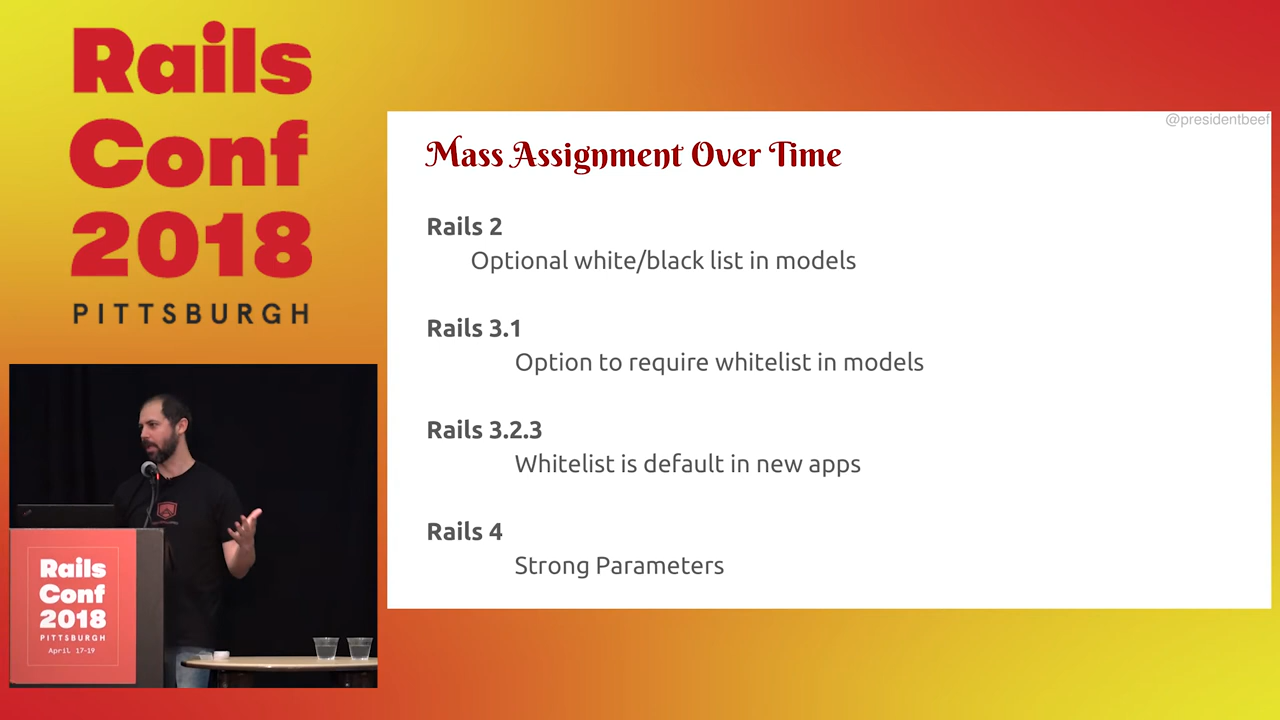 Rails
Conf
2018
PITTSBURGH
@presidentbeef
Mass Assignment Over Time
Rails 2
Optional white/black list in models
Rails 3.1
Option to require whitelist in models
Rails 3.2.3
Whitelist is default in new apps
Rails 4
Strong Parameters
Rails
Conf
2018
PITTSBURGH
April 17-19